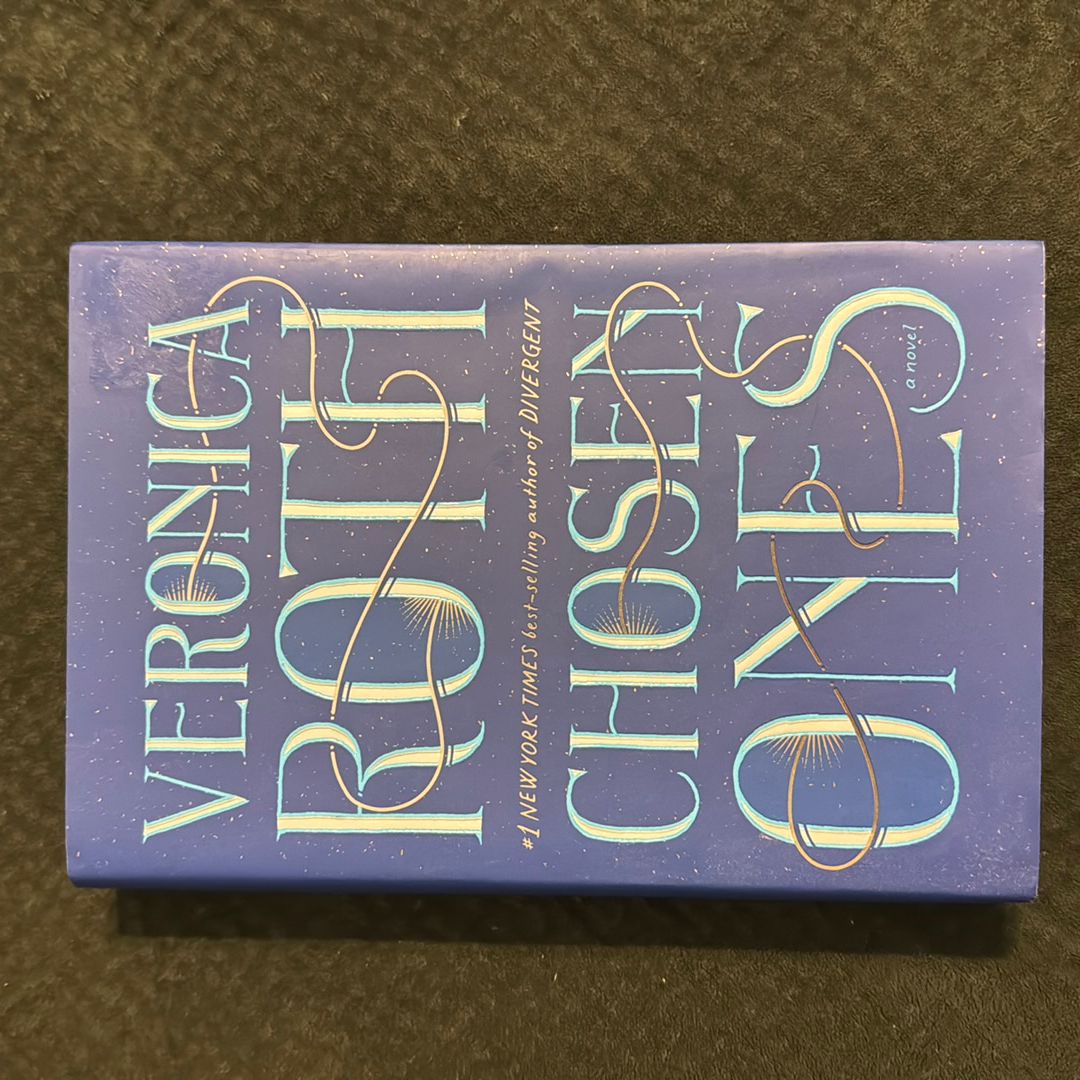 VERONICA
ROTH
#1 NEW YORK TIMES best-selling author of DIVERGENT
CHOSEN
ONES
a novel